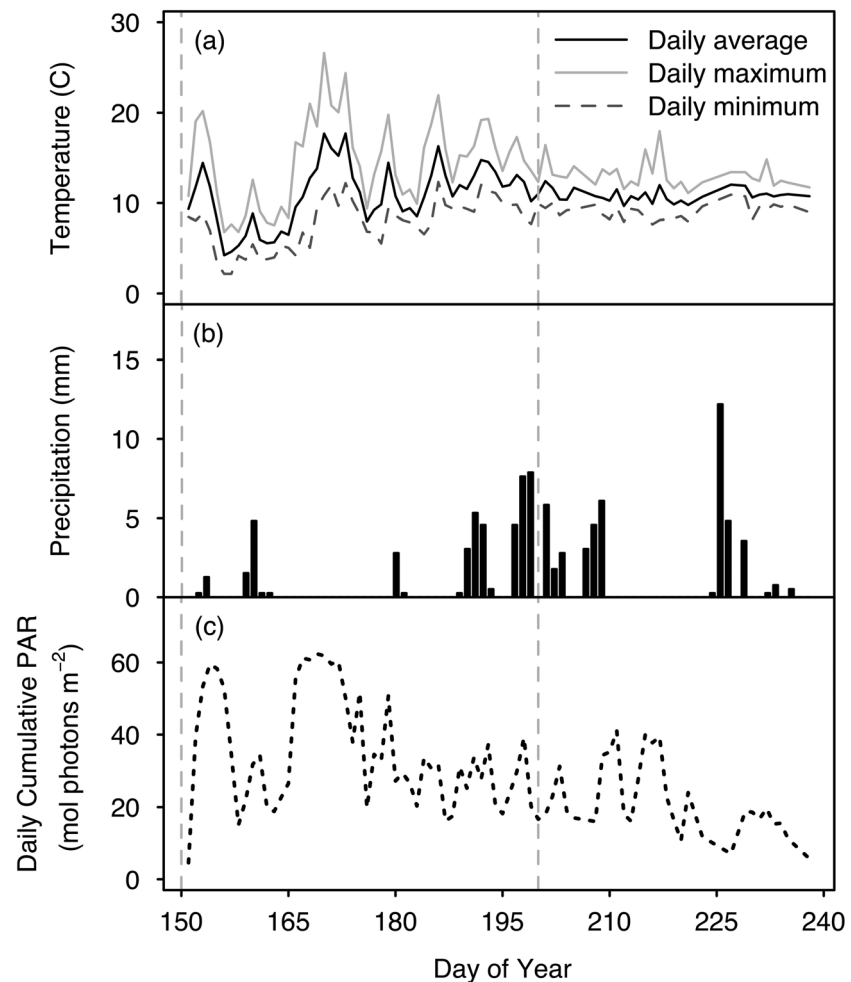 (a)
Daily average
Daily maximum
Daily minimum
Temperature (C)
30
20
10
0
(b)
Precipitation (mm)
15
10
5
0
(c)
Daily Cumulative PAR
(mol photons m⁻²)
60
40
20
0
150 165 180 195 210 225 240
Day of Year